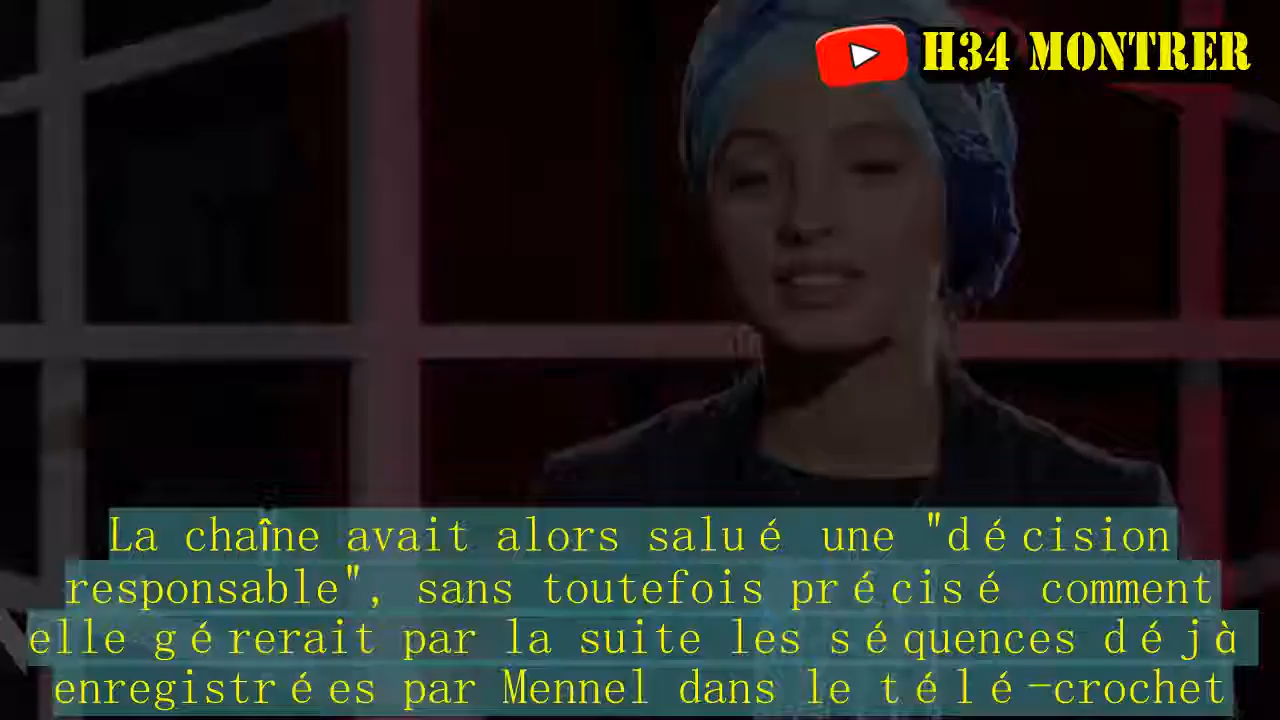 H34 MONTRER
La chaîne avait alors salué une "décision
responsable", sans toutefois précisé comment
elle gérerait par la suite les séquences déjà
enregistrées par Mennel dans le télé-crochet